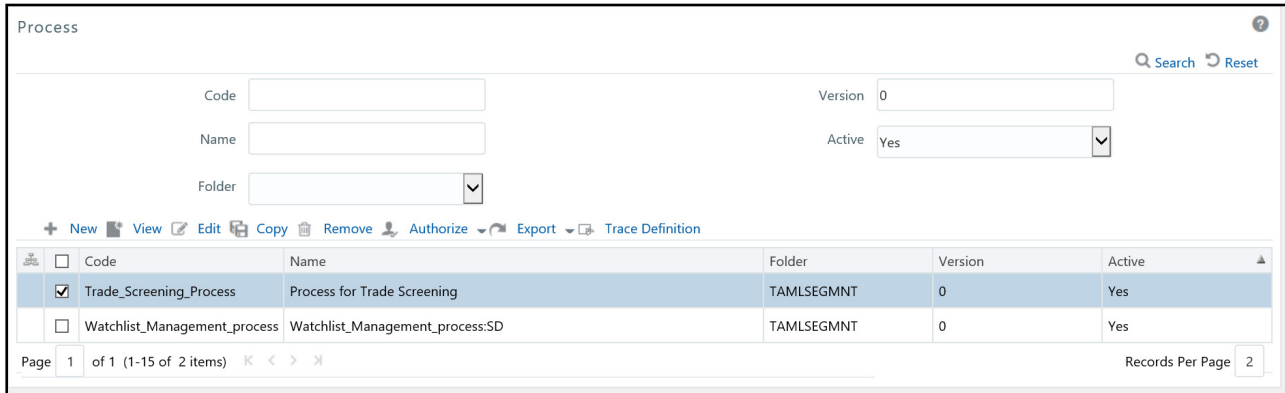 Process
?
Search Reset
Code Version 0
Name Active Yes
Folder
New View Edit Copy Remove Authorize Export Trace Definition
Code Name Folder Version Active
Trade_Screening_Process Process for Trade Screening TAMLSEGMNT 0 Yes
Watchlist_Management_process Watchlist_Management_process:SD TAMLSEGMNT 0 Yes
Page 1 of 1 (1-15 of 2 items) Records Per Page 2